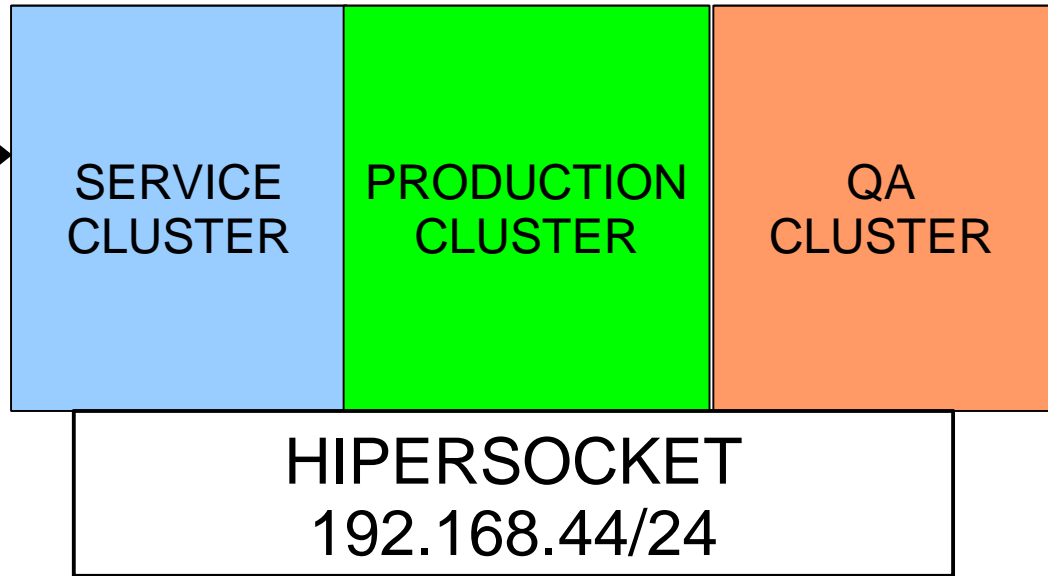 SERVICE
CLUSTER
PRODUCTION
CLUSTER
QA
CLUSTER
HIPERSOCKET
192.168.44/24